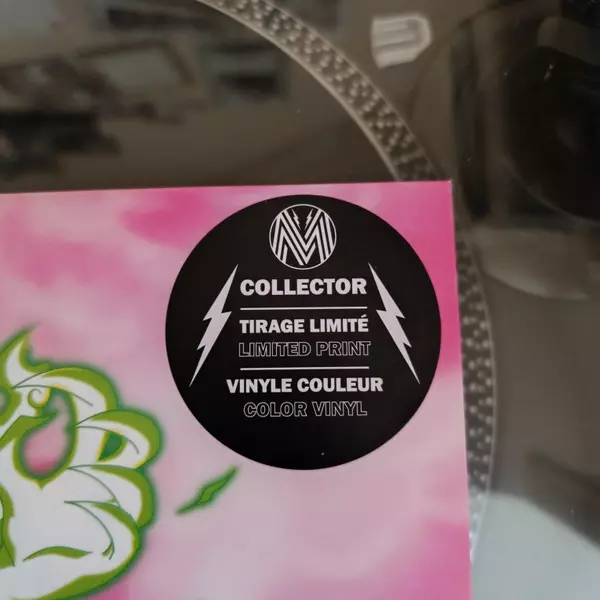 M
COLLECTOR
TIRAGE LIMITÉ
LIMITED PRINT
VINYLE COULEUR
COLOR VINYL